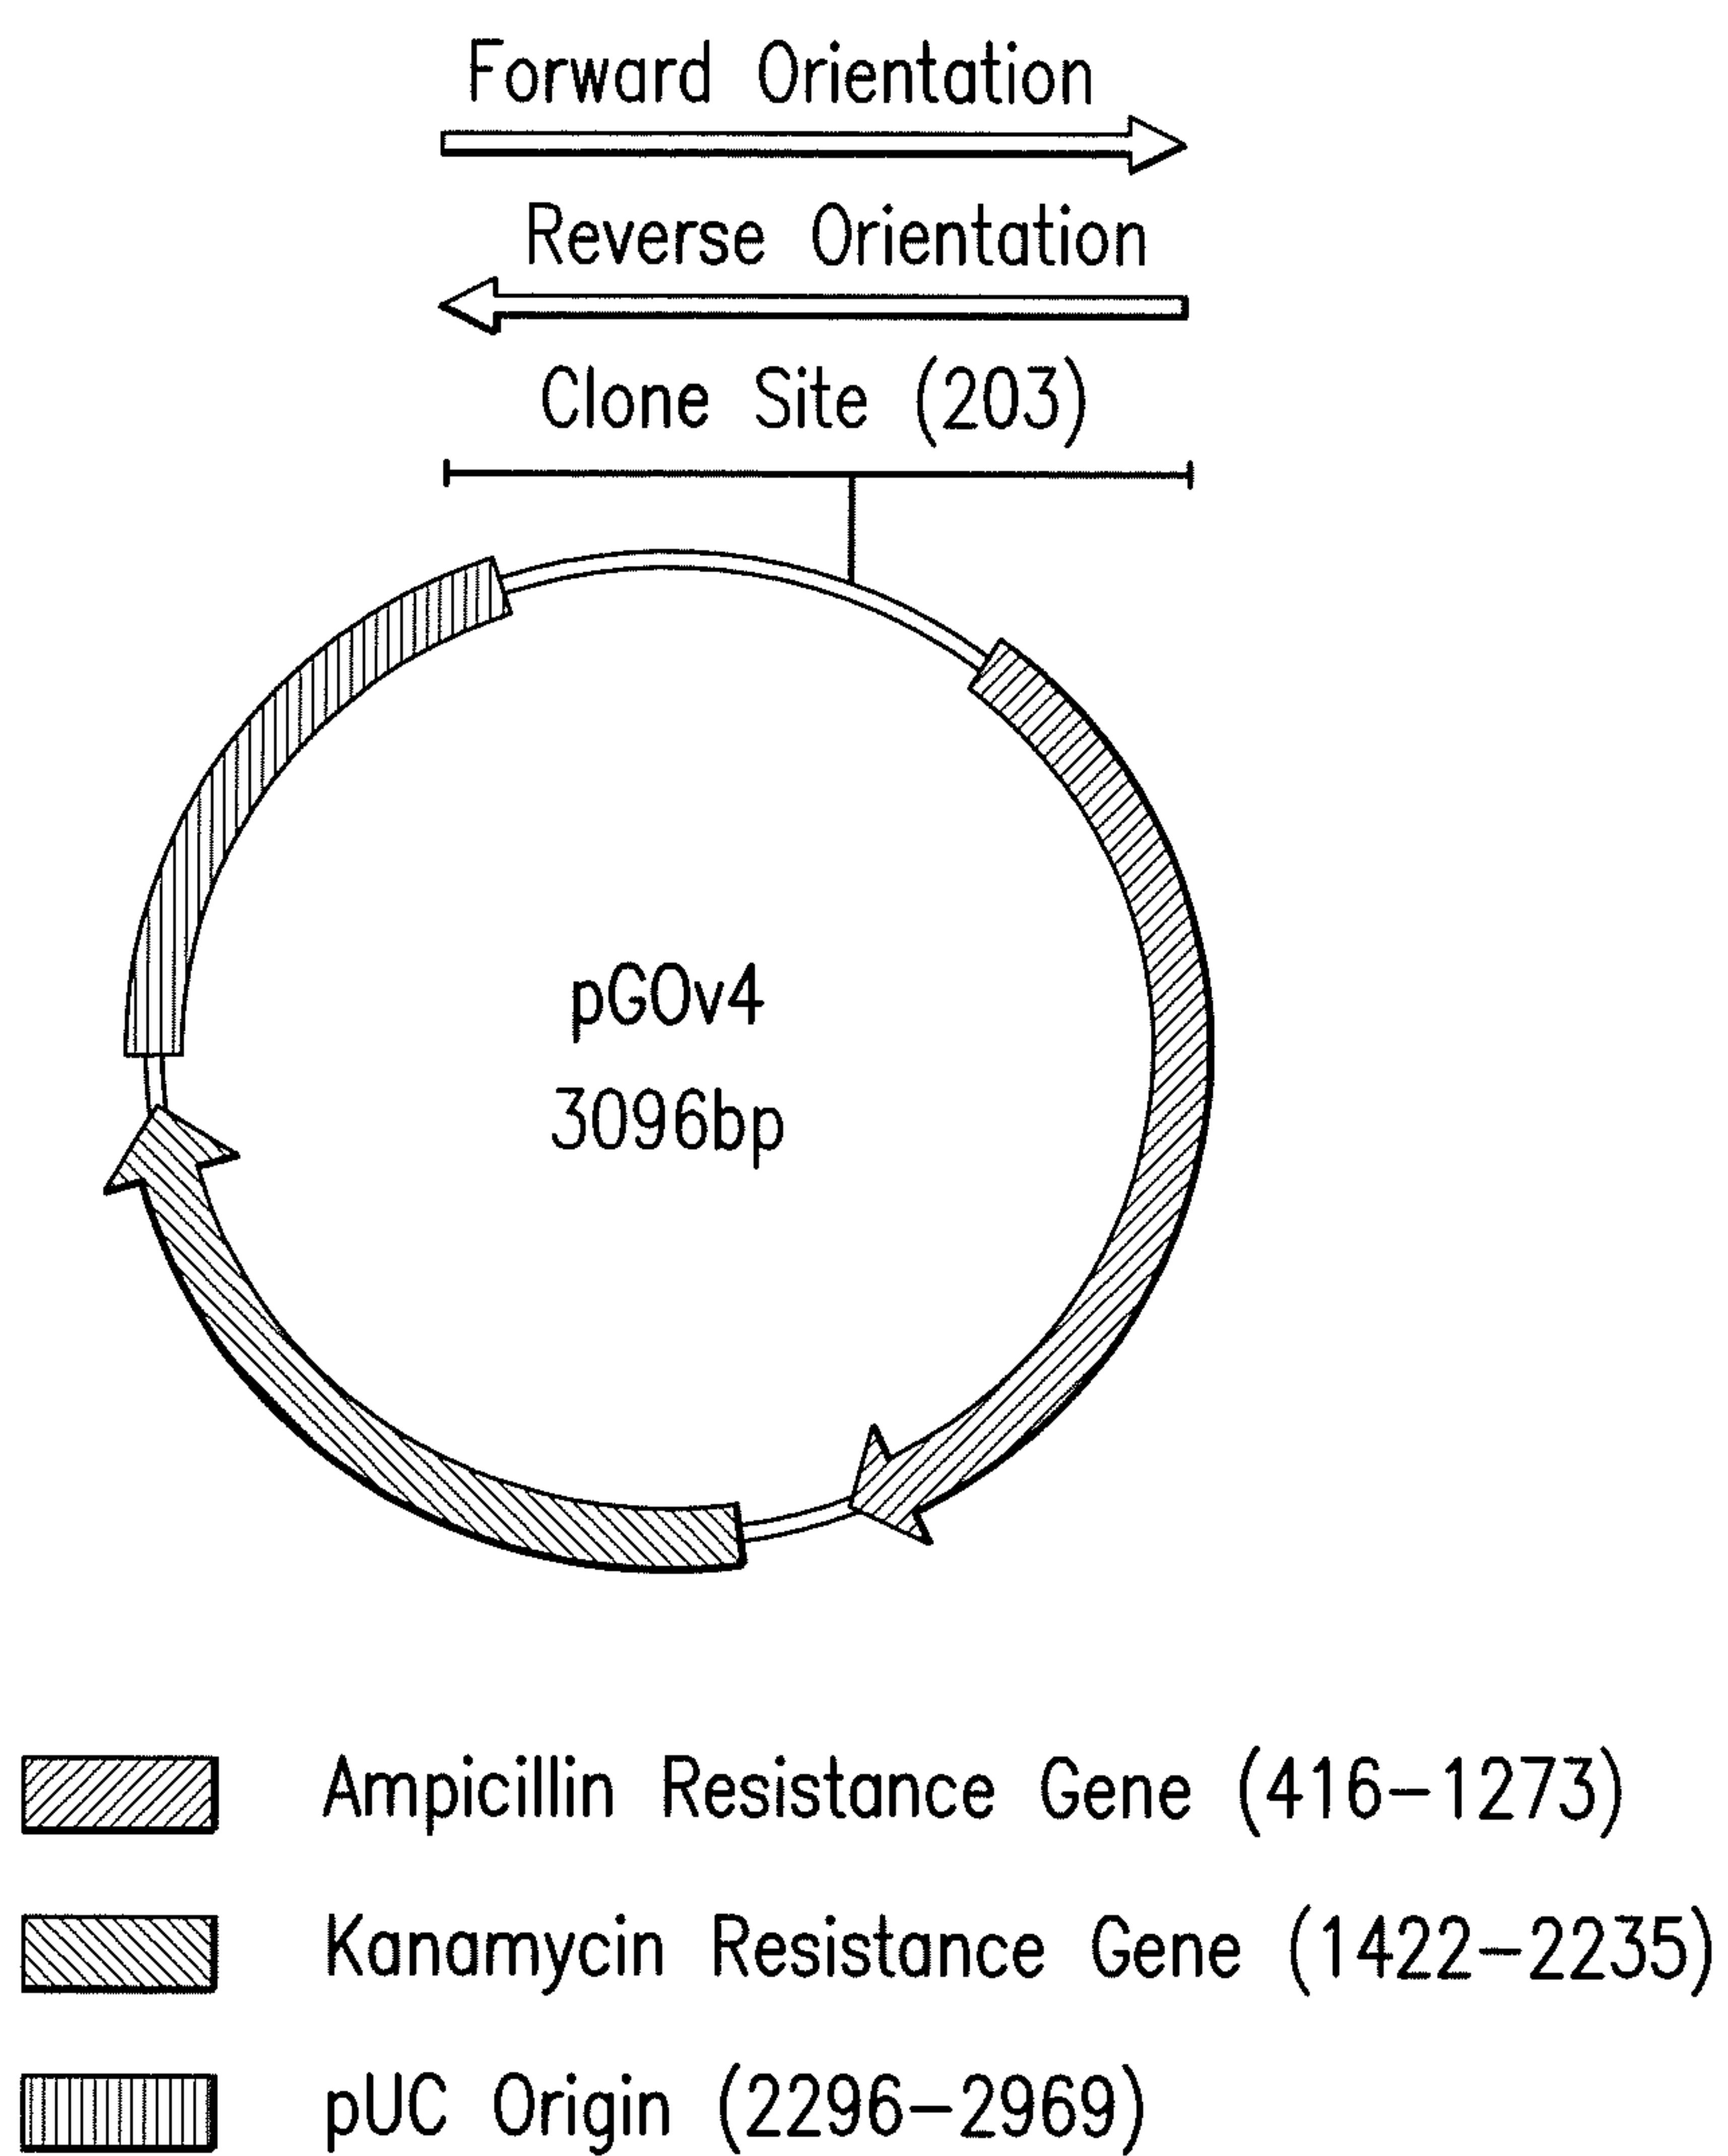 Forward Orientation
Reverse Orientation
Clone Site (203)
pGOv4
3096bp
Ampicillin Resistance Gene (416-1273)
Kanamycin Resistance Gene (1422-2235)
pUC Origin (2296-2969)